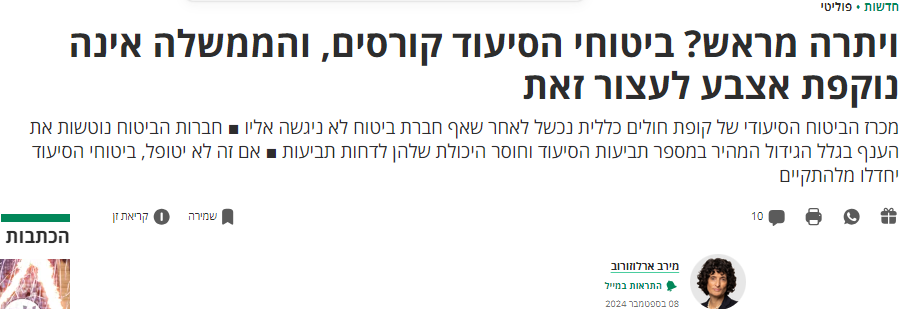 חדשות • פוליטי
ויתרה מראש? ביטוחי הסיעוד קורסים, והממשלה אינה
נוקפת אצבע לעצור זאת
מכרז הביטוח הסיעודי של קופת חולים כללית נכשל לאחר שאף חברת ביטוח לא ניגשה אליו ■ חברות הביטוח נוטשות את
הענף בגלל הגידול המהיר במספר תביעות הסיעוד וחוסר היכולת שלהן לדחות תביעות ■ אם זה לא יטופל, ביטוחי הסיעוד
יחדלו מלהתקיים
10
שמירה
קריאת זן
הכתבות
מירב ארלוזורוב
התראות במייל
08 בספטמבר 2024